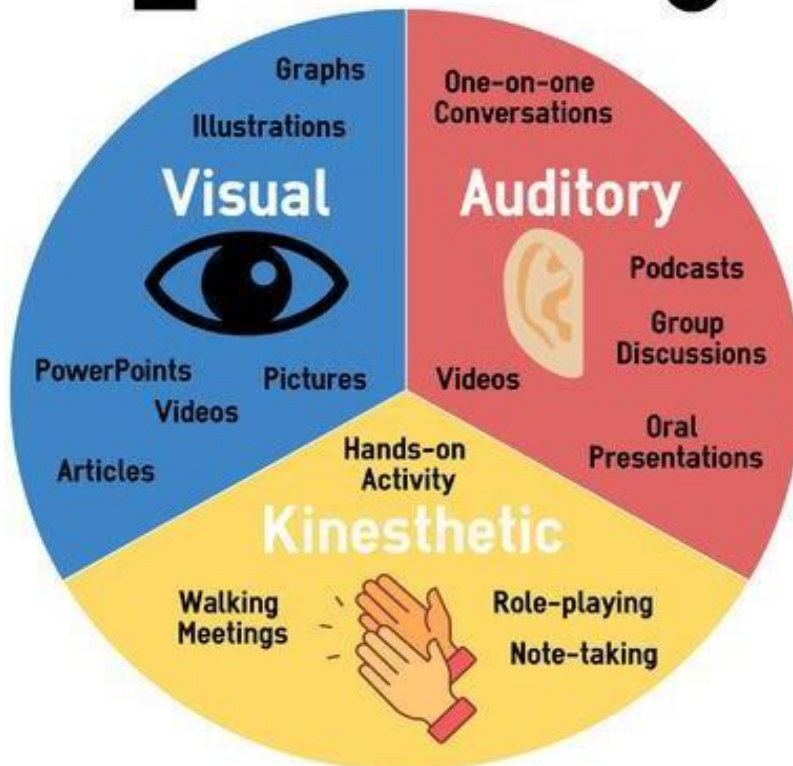 Graphs
Illustrations
Visual
PowerPoints
Pictures
Videos
Articles
One-on-one
Conversations
Auditory
Podcasts
Group
Discussions
Videos
Oral
Presentations
Hands-on
Activity
Kinesthetic
Walking
Meetings
Role-playing
Note-taking